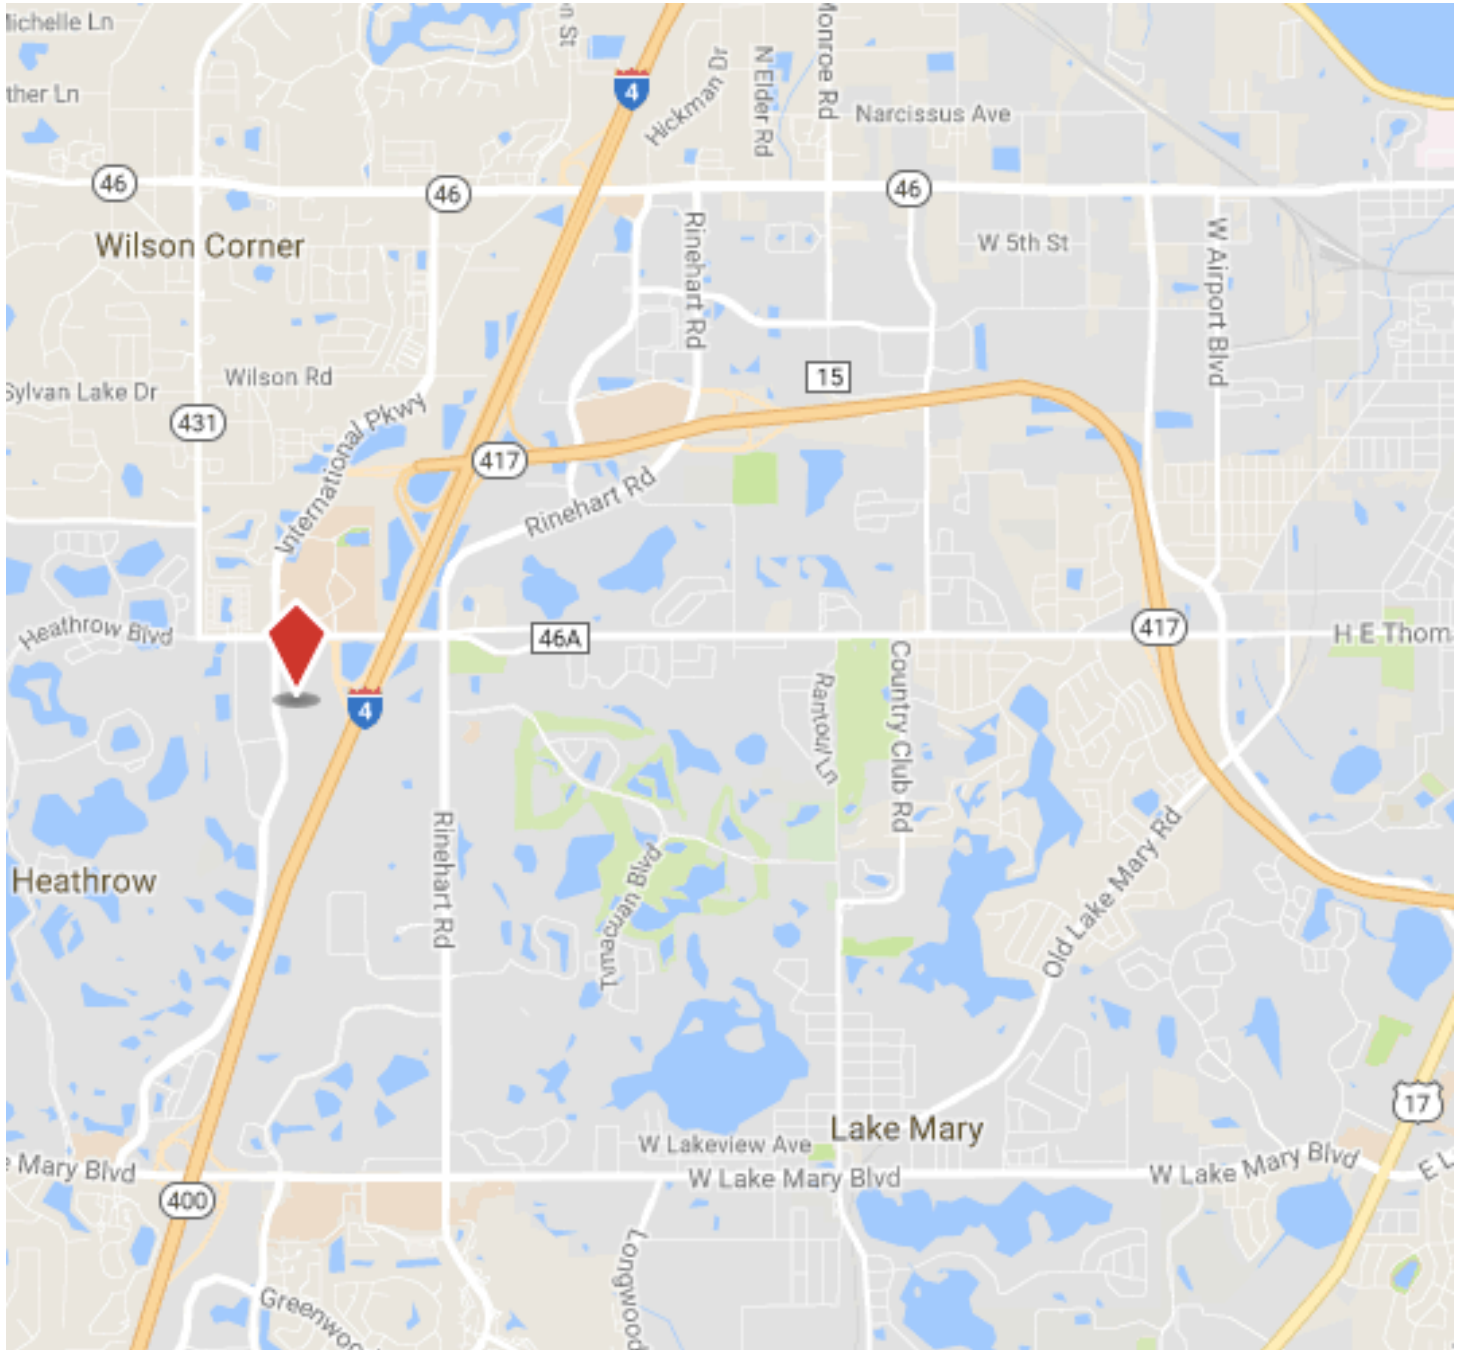 Michelle Ln
ther Ln
n St
4
Hickman Dr
N Elder Rd
Monroe Rd
Narcissus Ave
46
46
46
Wilson Corner
Rinehart Rd
W 5th St
W Airport Blvd
Sylvan Lake Dr
Wilson Rd
431
International Pkwy
15
417
Rinehart Rd
Heathrow Blvd
46A
417
H E Thom
4
Rantoul Ln
Country Club Rd
Rinehart Rd
Heathrow
Timacuan Blvd
Old Lake Mary Rd
17
Lake Mary
W Lakeview Ave
e Mary Blvd
W Lake Mary Blvd
W Lake Mary Blvd
E L
400
Longwood
Greenwoo